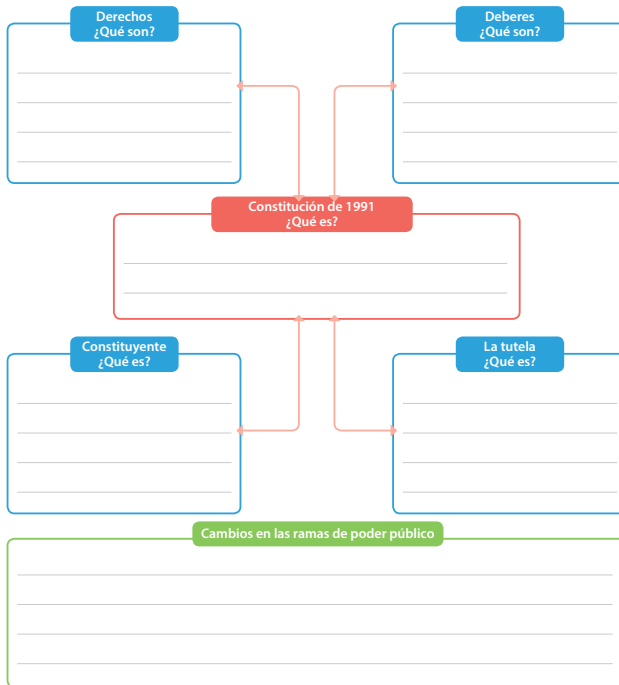 Derechos
¿Qué son?
Deberes
¿Qué son?
Constitución de 1991
¿Qué es?
Constituyente
¿Qué es?
La tutela
¿Qué es?
Cambios en las ramas de poder público